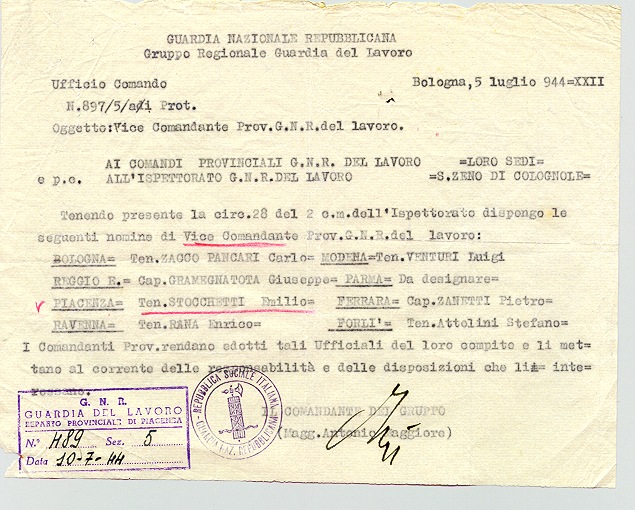 GUARDIA NAZIONALE REPUBBLICANA
Gruppo Regionale Guardia del Lavoro
Ufficio Comando
Bologna,5 luglio 944=XXII
N.897/5/adi Prot.
Oggetto:Vice Comandante Prov.G.N.R.del lavoro.
AI COMANDI PROVINCIALI G.N.R. DEL LAVORO =LORO SEDI=
e p.c. ALL'ISPETTORATO G.N.R.DEL LAVORO =S.ZENO DI COLOGNOLE=
Tenendo presente la circ.28 del 2 c.m.dell'Ispettorato dispongo le
seguenti nomine di Vice Comandante Prov.G.N.R.del lavoro:
BOLOGNA= Ten.ZACCO PANCARI Carlo= MODENA=Ten.VENTURI Luigi
REGGIO E.= Cap.GRAMEGNATOTA Giuseppe= PARMA= Da designare=
PIACENZA= Ten.STOCCHETTI Emilio= FERRARA= Cap.ZANETTI Pietro=
RAVENNA= Ten.RANA Enrico= FORLI'= Ten.Attolini Stefano=
I Comandanti Prov.rendano edotti tali Ufficiali del loro compito e li met=
tano al corrente delle responsabilità e delle disposizioni che li= inte=
ressano.
IL COMANDANTE DEL GRUPPO
(Magg.Antonio Maggiore)
G. N. R.
GUARDIA DEL LAVORO
REPARTO PROVINCIALE DI PIACENZA
N.° 489 Sez. 5
Data 10-7-44
REPUBBLICA SOCIALE ITALIANA
GUARDIA NAZ. REPUBBLICANA